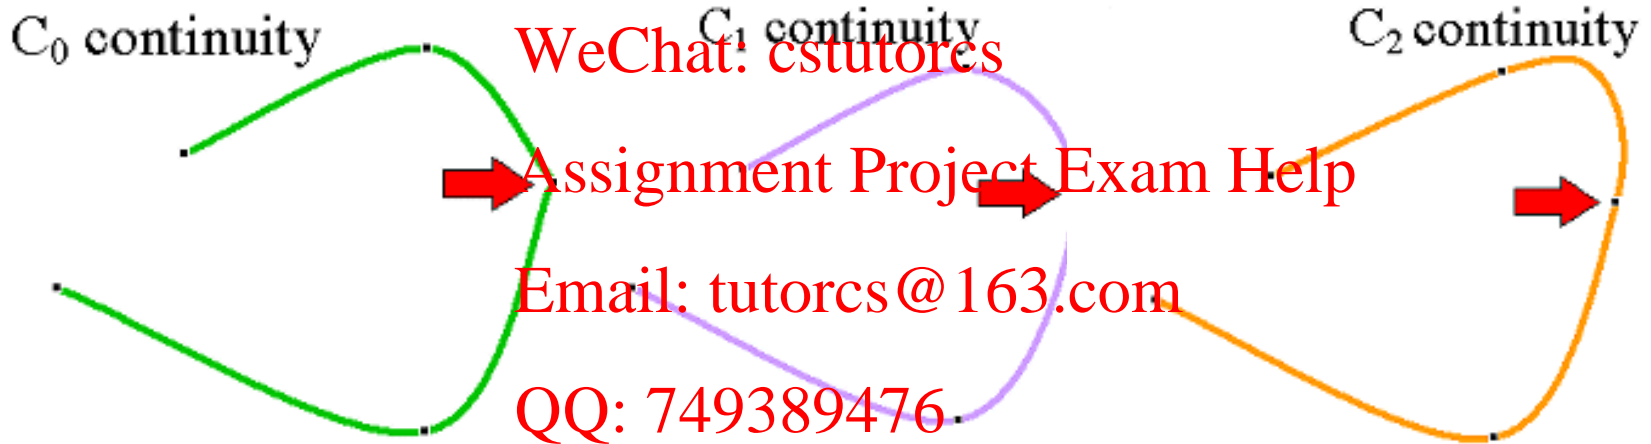 C₀ continuity
C₁ continuity
C₂ continuity
WeChat: cstutorcs
Assignment Project Exam Help
Email: tutorcs@163.com
QQ: 749389476